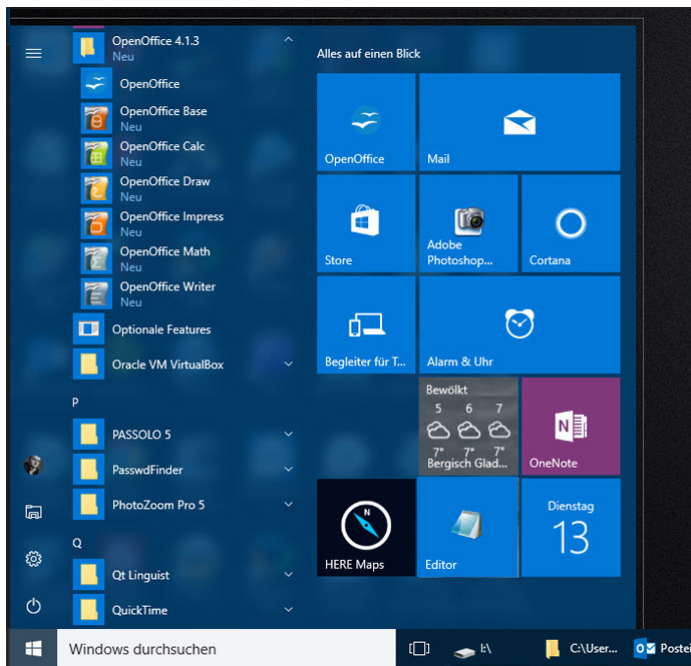 OpenOffice 4.1.3
Neu
OpenOffice
OpenOffice Base
Neu
OpenOffice Calc
Neu
OpenOffice Draw
Neu
OpenOffice Impress
Neu
OpenOffice Math
Neu
OpenOffice Writer
Neu
Optionale Features
Oracle VM VirtualBox
P
PASSOLO 5
PasswdFinder
PhotoZoom Pro 5
Q
Qt Linguist
QuickTime
Alles auf einen Blick
OpenOffice
Mail
Store
Adobe
Photoshop...
Cortana
Begleiter für T...
Alarm & Uhr
Bewölkt
5 6 7
7° 7° 7°
Bergisch Glad...
N
OneNote
N
HERE Maps
Editor
Dienstag
13
Windows durchsuchen
I:\
C:\User...
Postei